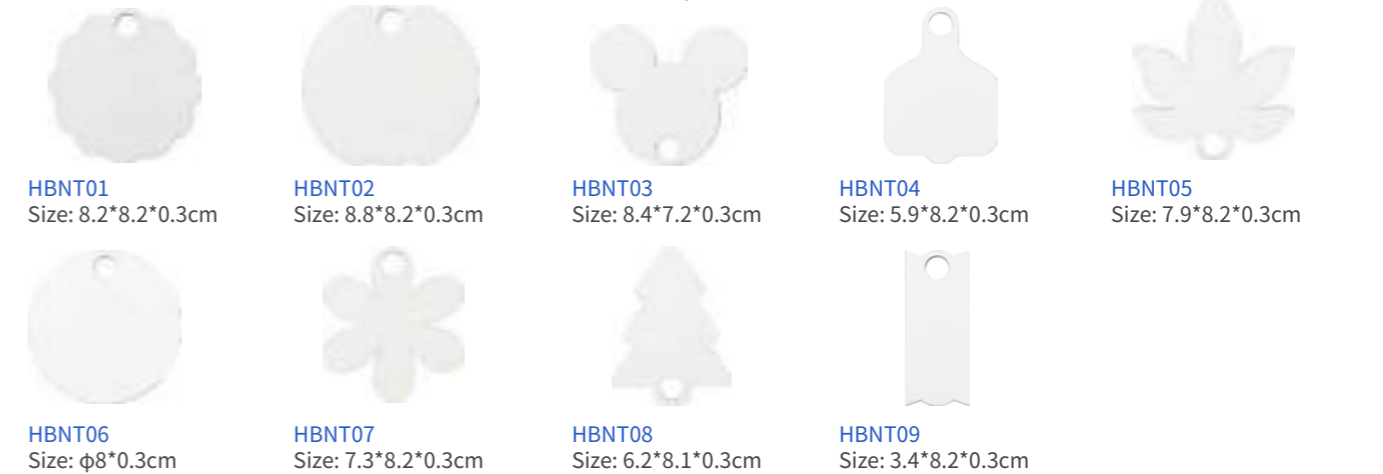 HBNT01
Size: 8.2*8.2*0.3cm
HBNT02
Size: 8.8*8.2*0.3cm
HBNT03
Size: 8.4*7.2*0.3cm
HBNT04
Size: 5.9*8.2*0.3cm
HBNT05
Size: 7.9*8.2*0.3cm
HBNT06
Size: φ8*0.3cm
HBNT07
Size: 7.3*8.2*0.3cm
HBNT08
Size: 6.2*8.1*0.3cm
HBNT09
Size: 3.4*8.2*0.3cm